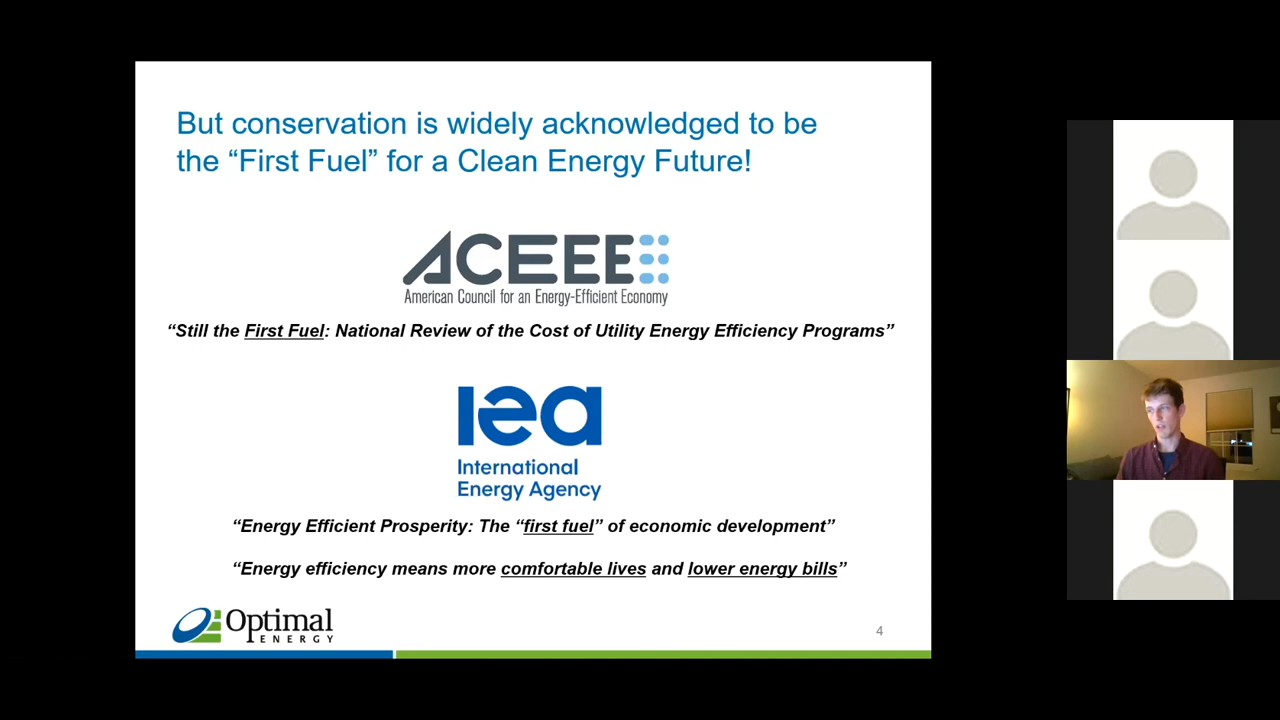 But conservation is widely acknowledged to be
the “First Fuel” for a Clean Energy Future!
ACEEE
American Council for an Energy-Efficient Economy
“Still the First Fuel: National Review of the Cost of Utility Energy Efficiency Programs”
iea
International
Energy Agency
“Energy Efficient Prosperity: The “first fuel” of economic development”
“Energy efficiency means more comfortable lives and lower energy bills”
Optimal
ENERGY
4